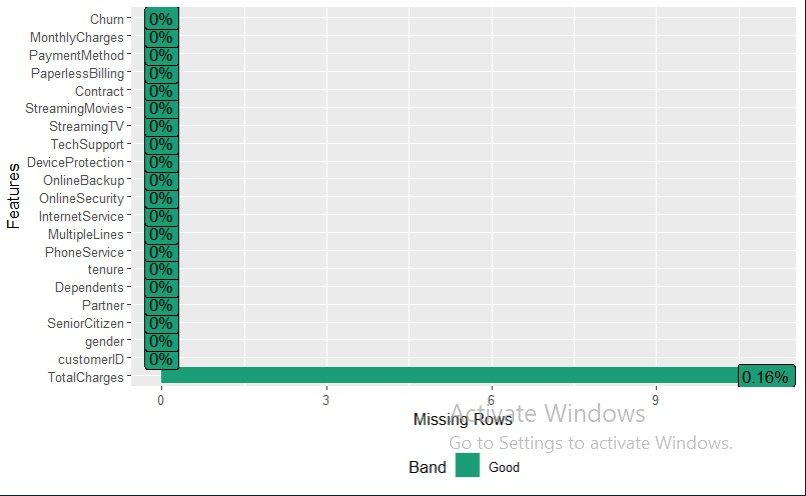 Churn 0%
MonthlyCharges 0%
PaymentMethod 0%
PaperlessBilling 0%
Contract 0%
StreamingMovies 0%
StreamingTV 0%
TechSupport 0%
DeviceProtection 0%
OnlineBackup 0%
OnlineSecurity 0%
InternetService 0%
MultipleLines 0%
PhoneService 0%
tenure 0%
Dependents 0%
Partner 0%
SeniorCitizen 0%
gender 0%
customerID 0%
TotalCharges 0.16%
Features
0 3 6 9
Missing Rows
Activate Windows
Go to Settings to activate Windows.
Band Good